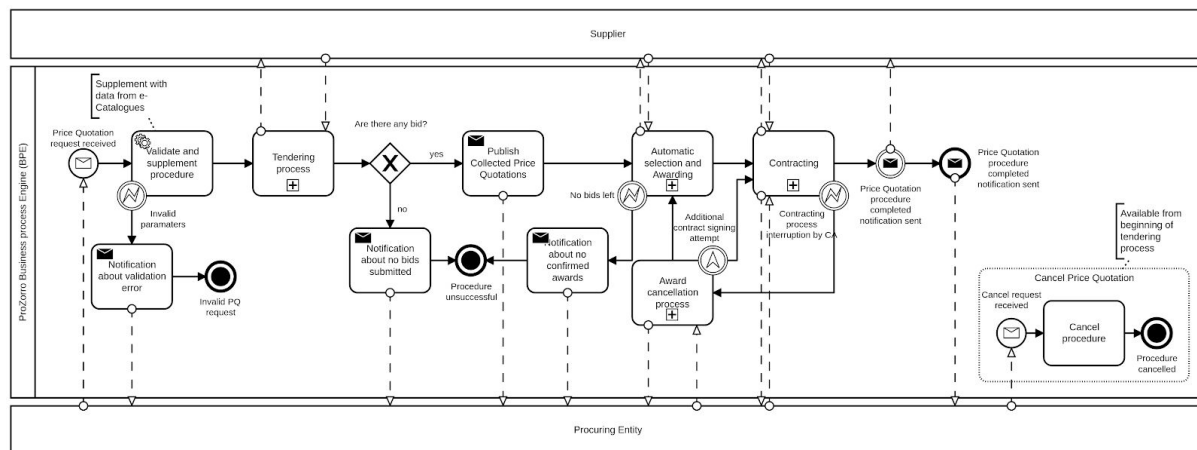 Supplier
ProZorro Business process Engine (BPE)
Supplement with
data from e-
Catalogues
Price Quotation
request received
Validate and
supplement
procedure
Invalid
paramaters
Notification
about validation
error
Invalid PQ
request
Tendering
process
Are there any bid?
yes
no
Publish
Collected Price
Quotations
Notification
about no bids
submitted
Procedure
unsuccessful
Notification
about no
confirmed
awards
Automatic
selection and
Awarding
No bids left
Additional
contract signing
attempt
Award
cancellation
process
Contracting
Contracting
process
interruption by CA
Price Quotation
procedure
completed
notification sent
Price Quotation
procedure
completed
notification sent
Available from
beginning of
tendering
process
Cancel Price Quotation
Cancel request
received
Cancel
procedure
Procedure
cancelled
Procuring Entity